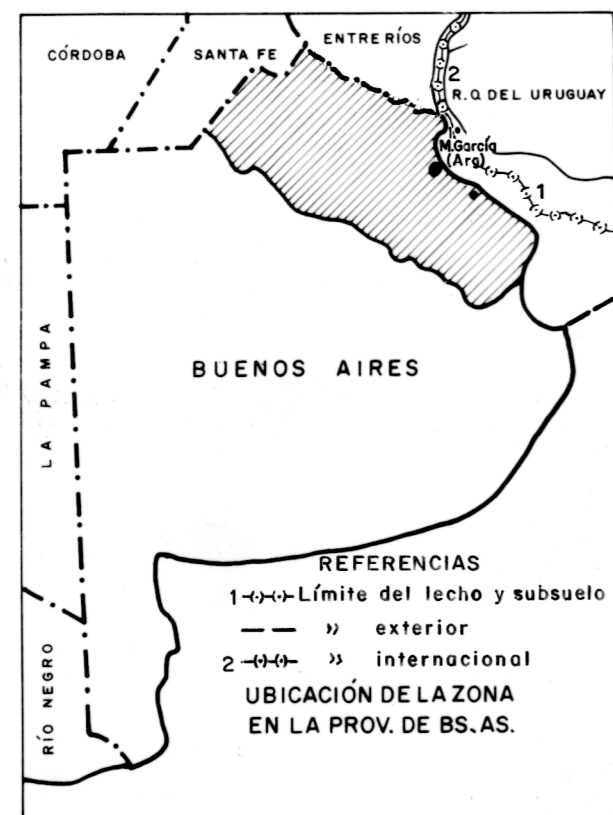 CÓRDOBA
SANTA FE
ENTRE RÍOS
2
R. O. DEL URUGUAY
M. García
(Arg)
1
LA PAMPA
BUENOS AIRES
RÍO NEGRO
REFERENCIAS
1 Límite del lecho y subsuelo
" exterior
2 " internacional
UBICACIÓN DE LA ZONA
EN LA PROV. DE BS. AS.